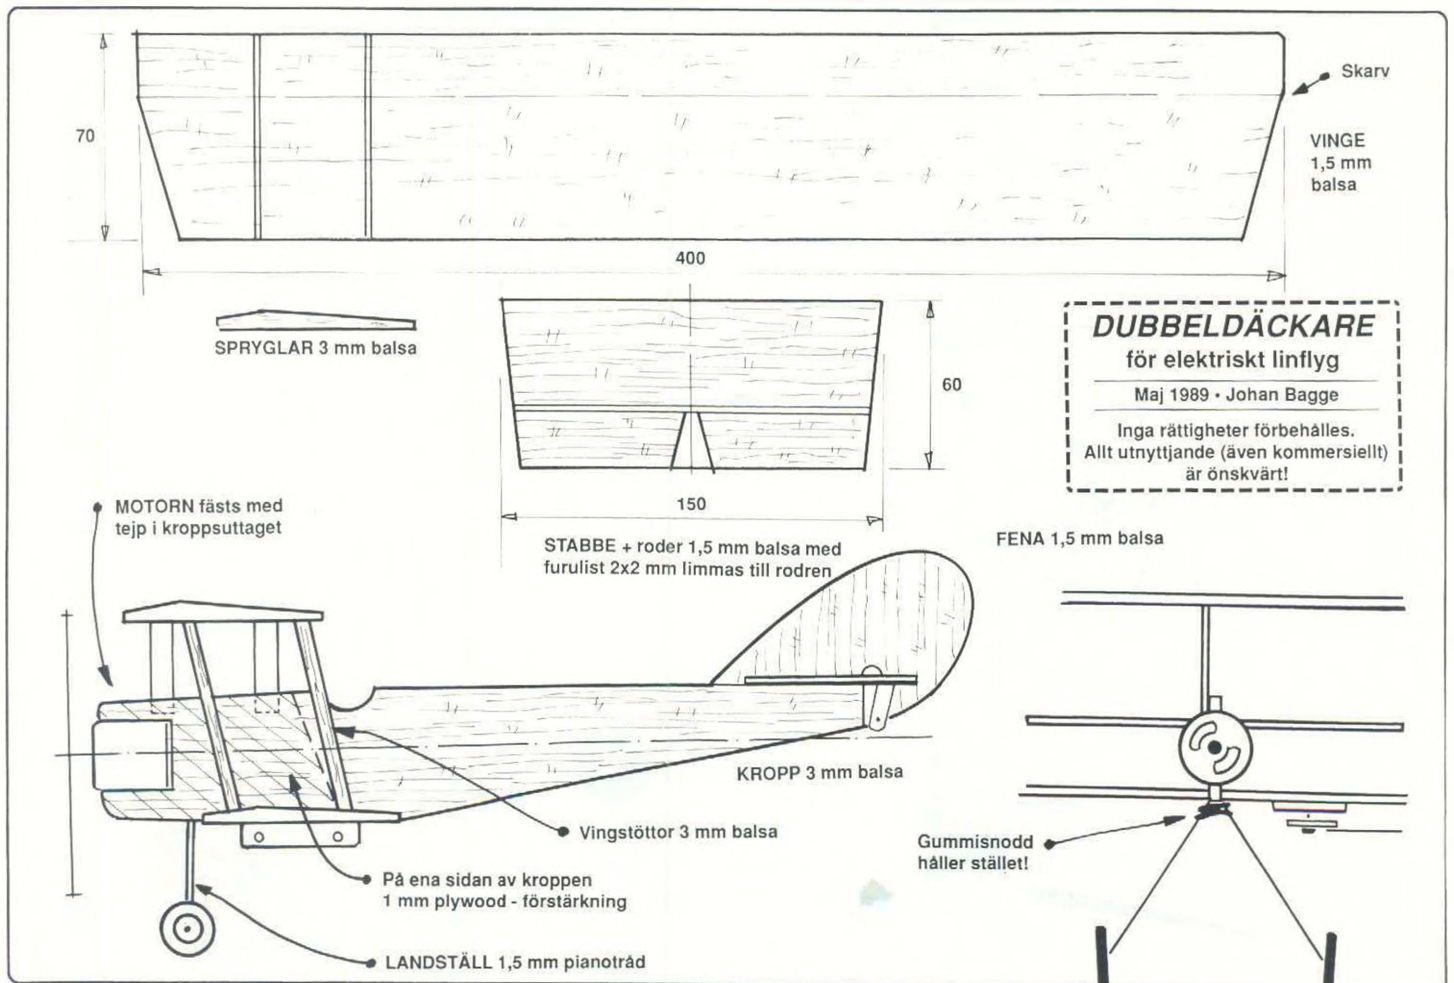 70
Skarv
VINGE
1,5 mm
balsa
400
SPRYGLAR 3 mm balsa
60
DUBBELDÄCKARE
för elektriskt linflyg
Maj 1989 • Johan Bagge
Inga rättigheter förbehålles.
Allt utnyttjande (även kommersiellt)
är önskvärt!
150
STABBE + roder 1,5 mm balsa med
furulist 2x2 mm limmas till rodren
MOTORN fästs med
tejp i kroppsuttaget
FENA 1,5 mm balsa
KROPP 3 mm balsa
Vingstöttor 3 mm balsa
Gummisnodd
håller stället!
På ena sidan av kroppen
1 mm plywood - förstärkning
LANDSTÄLL 1,5 mm pianotråd